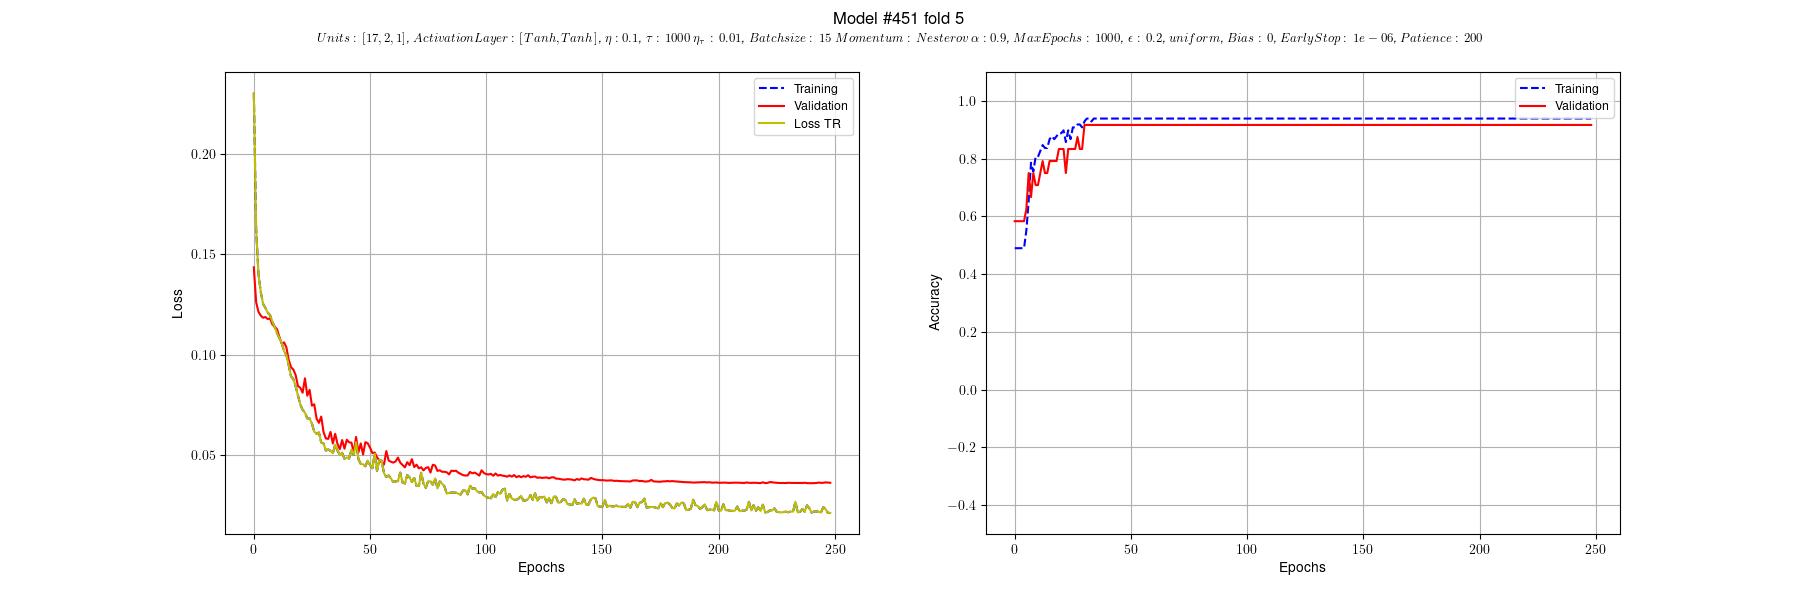 Model #451 fold 5
Units : [17, 2, 1], ActivationLayer : [Tanh, Tanh], η : 0.1, τ : 1000 ητ : 0.01, Batchsize : 15 Momentum : Nesterov α : 0.9, MaxEpochs : 1000, ϵ : 0.2, uniform, Bias : 0, EarlyStop : 1e − 06, Patience : 200
Training
Validation
Loss TR
0.20
0.15
0.10
0.05
Loss
0 50 100 150 200 250
Epochs
Training
Validation
1.0
0.8
0.6
0.4
0.2
0.0
−0.2
−0.4
Accuracy
0 50 100 150 200 250
Epochs